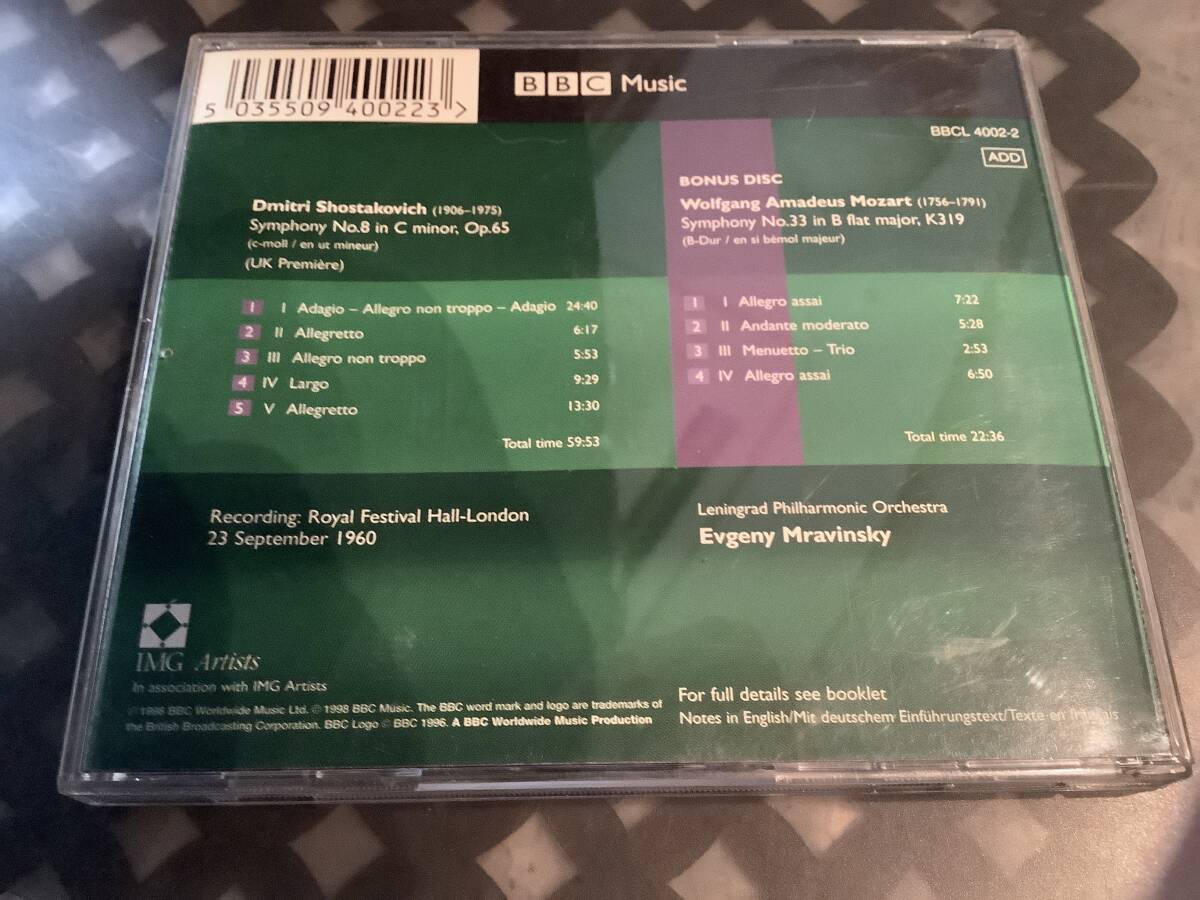 5 035509 400223 >
BBC Music
BBCL 4002-2
ADD
Dmitri Shostakovich (1906–1975)
Symphony No.8 in C minor, Op.65
(c-moll / en ut mineur)
(UK Première)
1 I Adagio – Allegro non troppo – Adagio 24:40
2 II Allegretto 6:17
3 III Allegro non troppo 5:53
4 IV Largo 9:29
5 V Allegretto 13:30
Total time 59:53
BONUS DISC
Wolfgang Amadeus Mozart (1756–1791)
Symphony No.33 in B flat major, K319
(B-Dur / en si bémol majeur)
1 I Allegro assai 7:22
2 II Andante moderato 5:28
3 III Menuetto – Trio 2:53
4 IV Allegro assai 6:50
Total time 22:36
Recording: Royal Festival Hall-London
23 September 1960
Leningrad Philharmonic Orchestra
Evgeny Mravinsky
IMG Artists
In association with IMG Artists
1998 BBC Worldwide Music Ltd. © 1998 BBC Music. The BBC word mark and logo are trademarks of
the British Broadcasting Corporation. BBC Logo © BBC 1996. A BBC Worldwide Music Production
For full details see booklet
Notes in English/Mit deutschem Einführungstext/Texte en français